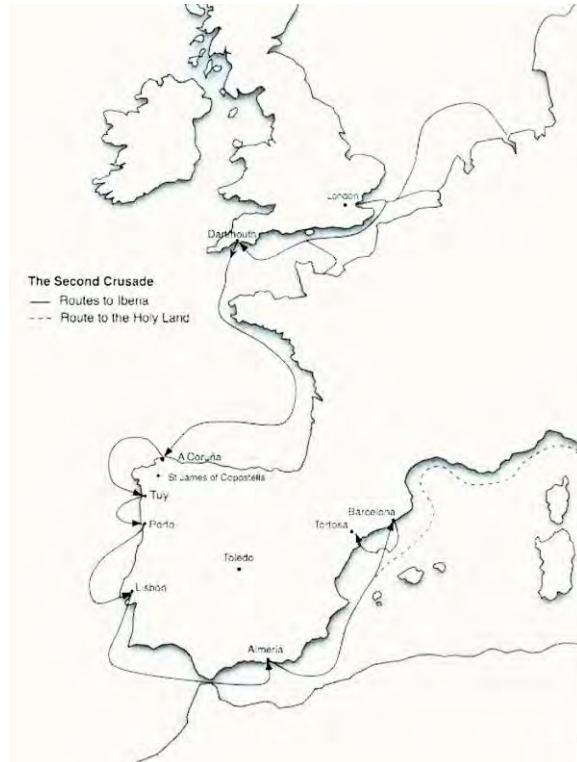 London
Dartmouth
The Second Crusade
Routes to Iberia
Route to the Holy Land
A Coruña
St James of Copostella
Tuy
Porto
Barcelona
Tortosa
Toledo
Lisbon
Almeria